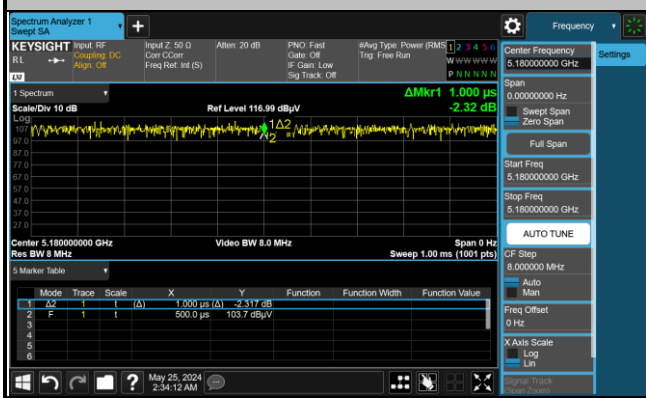 Spectrum Analyzer 1
Swept SA
+
Frequency
KEYSIGHT
RL
Input: RF
Coupling: DC
Align: Off
Input Z: 50 Ω
Corr CCorr
Freq Ref: Int (S)
Atten: 20 dB
PNO: Fast
Gate: Off
IF Gain: Low
Sig Track: Off
#Avg Type: Power (RMS
Trig: Free Run
1 2 3 4 5 6
W W W W W W
P N N N N N
LXI
1 Spectrum
ΔMkr1 1.000 µs
Scale/Div 10 dB
Ref Level 116.99 dBµV
-2.32 dB
Log
107
97.0
87.0
77.0
67.0
57.0
47.0
37.0
27.0
1Δ2
2
Center 5.180000000 GHz
Video BW 8.0 MHz
Span 0 Hz
Res BW 8 MHz
Sweep 1.00 ms (1001 pts)
5 Marker Table
Mode Trace Scale X Y Function Function Width Function Value
1 Δ2 1 t (Δ) 1.000 µs (Δ) -2.317 dB
2 F 1 t 500.0 µs 103.7 dBµV
3
4
5
6
?
May 25, 2024
2:34:12 AM
Center Frequency
5.180000000 GHz
Settings
Span
0.00000000 Hz
Swept Span
Zero Span
Full Span
Start Freq
5.180000000 GHz
Stop Freq
5.180000000 GHz
AUTO TUNE
CF Step
8.000000 MHz
Auto
Man
Freq Offset
0 Hz
X Axis Scale
Log
Lin
Signal Track
(Span Zoom)